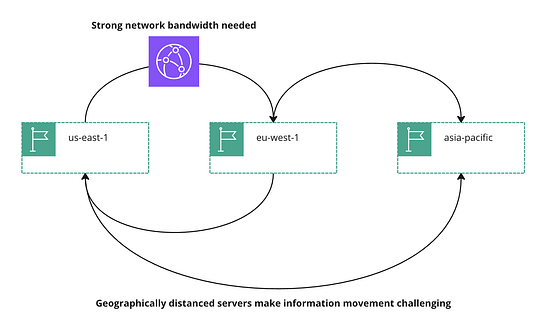 Strong network bandwidth needed
us-east-1
eu-west-1
asia-pacific
Geographically distanced servers make information movement challenging